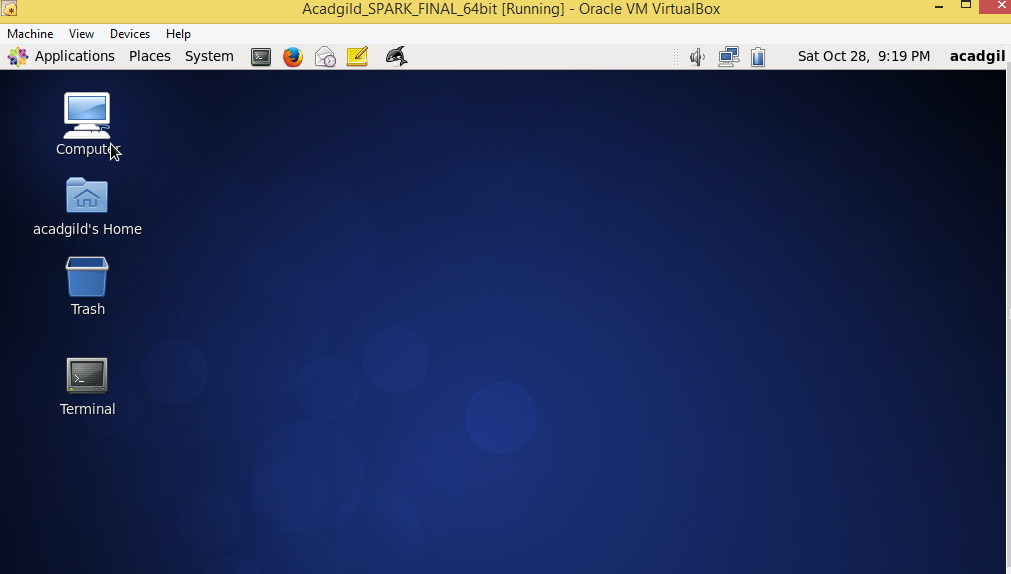 Acadgild_SPARK_FINAL_64bit [Running] - Oracle VM VirtualBox
Machine View Devices Help
Applications Places System Sat Oct 28, 9:19 PM acadgil
Computer
acadgild's Home
Trash
Terminal